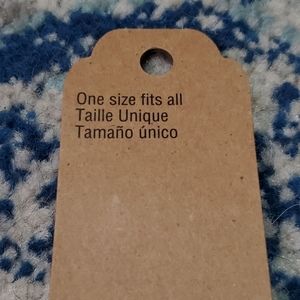 One size fits all
Taille Unique
Tamaño único